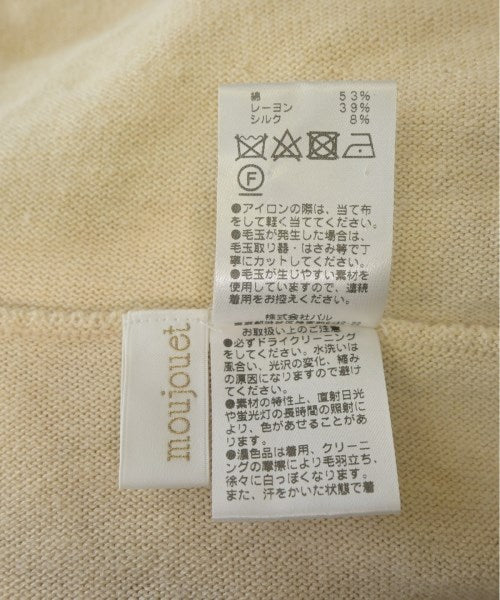 綿 53%
レーヨン 39%
シルク 8%
F
●アイロンの際は、当て布
をして軽く当ててください。
●毛玉が発生した場合は、
毛玉取り器・はさみ等で丁
寧にカットしてください。
●毛玉が生じやすい素材を
使用していますので、連続
着用をお控えください。
株式会社パル
お取扱い上のご注意
●必ずドライクリーニング
をしてください。水洗いは
風合い、光沢の変化、縮み
の原因になりますので避け
てください。
●素材の特性上、直射日光
や蛍光灯の長時間の照射に
より、色があせることがあ
ります。
●濃色品は着用、クリーニ
ングの摩擦により毛羽立ち、
徐々に白っぽくなります。
また、汗をかいた状態で着
moujouet